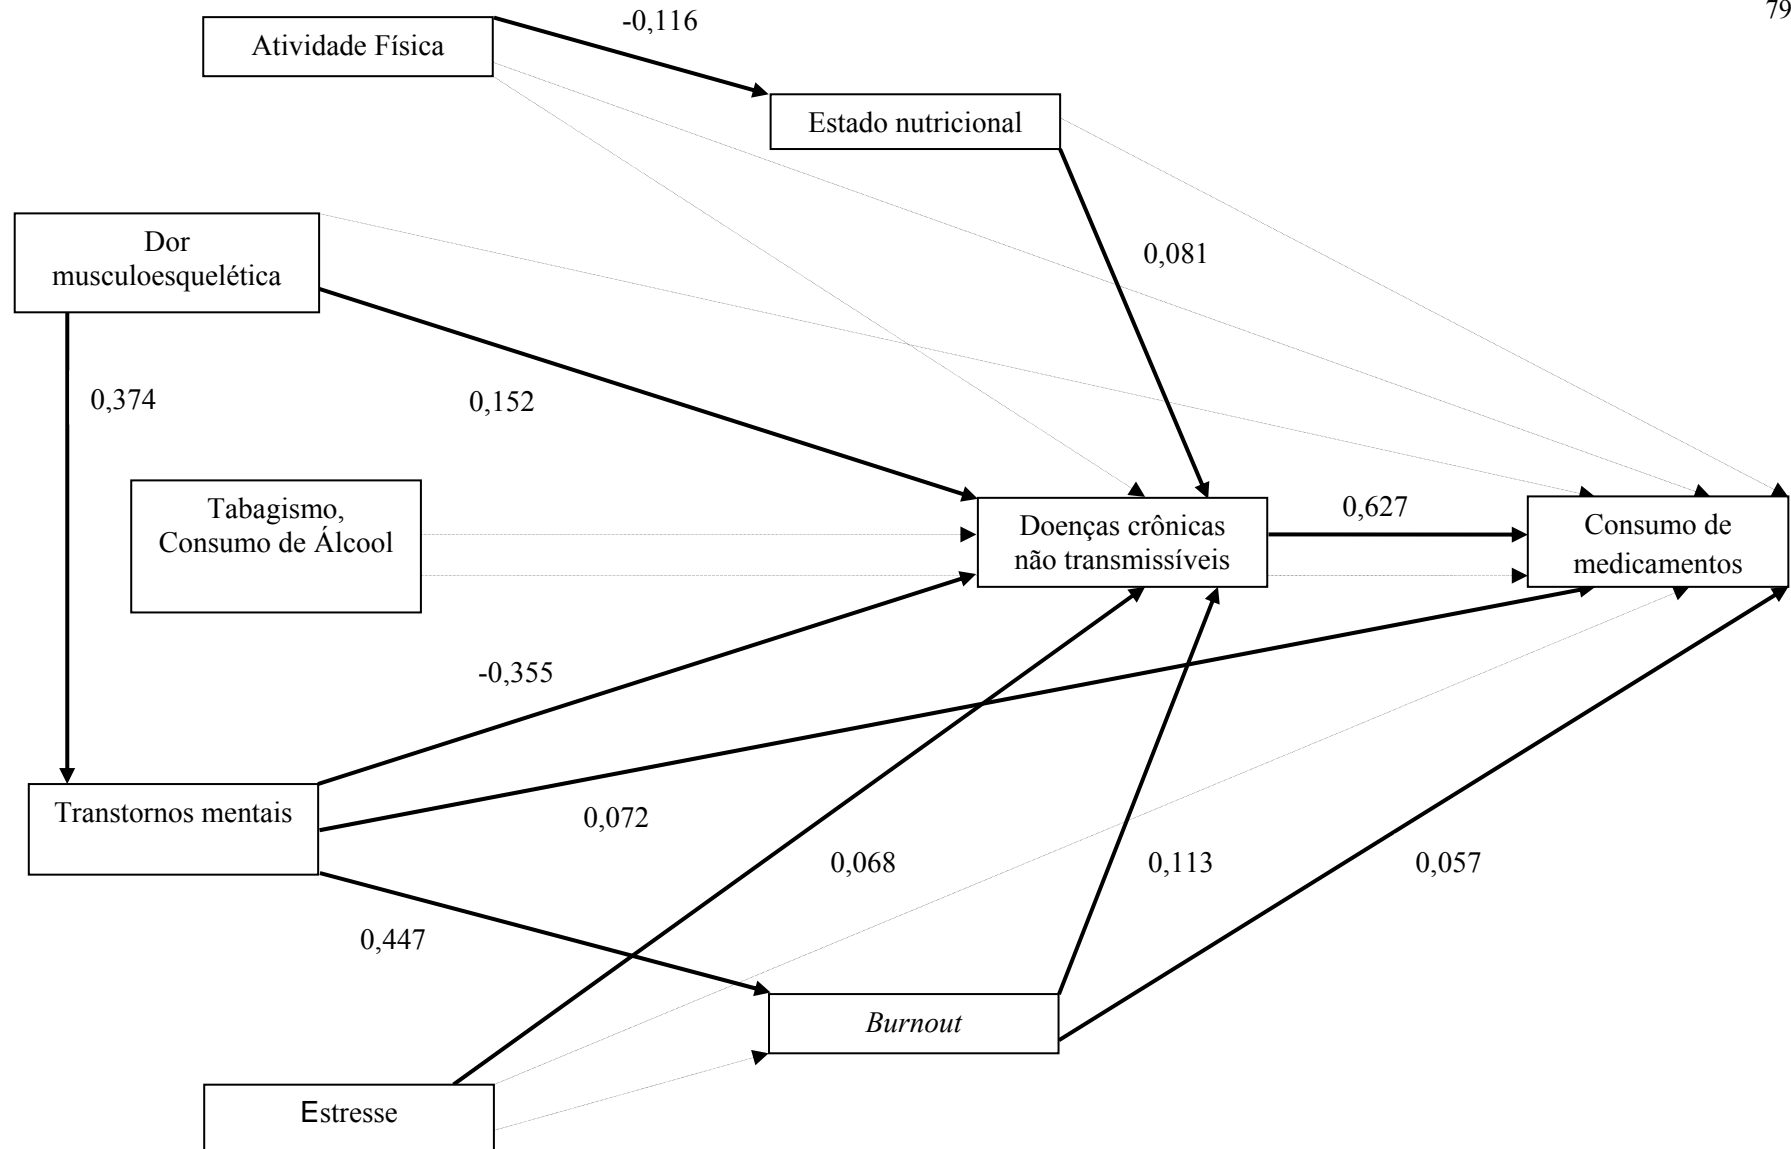 79
-0,116
Atividade Física
Estado nutricional
Dor
musculoesquelética
0,081
0,374
0,152
Tabagismo,
Consumo de Álcool
Doenças crônicas
não transmissíveis
0,627
Consumo de
medicamentos
-0,355
Transtornos mentais
0,072
0,068
0,113
0,057
0,447
Burnout
Estresse